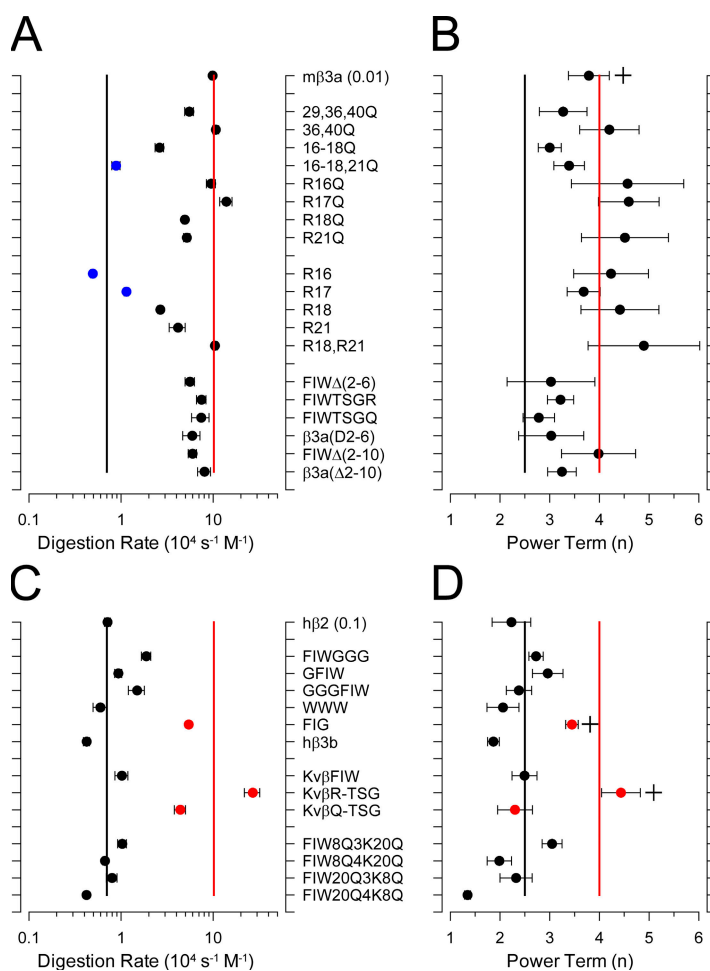 A
B
mβ3a (0.01)
29,36,40Q
36,40Q
16-18Q
16-18,21Q
R16Q
R17Q
R18Q
R21Q
R16
R17
R18
R21
R18,R21
FIWΔ(2-6)
FIWTSGR
FIWTSGQ
β3a(D2-6)
FIWΔ(2-10)
β3a(Δ2-10)
0.1 1 10
1 2 3 4 5 6
Digestion Rate (10⁴ s⁻¹ M⁻¹)
Power Term (n)
C
D
hβ2 (0.1)
FIWGGG
GFIW
GGGFIW
WWW
FIG
hβ3b
KvβFIW
KvβR-TSG
KvβQ-TSG
FIW8Q3K20Q
FIW8Q4K20Q
FIW20Q3K8Q
FIW20Q4K8Q
0.1 1 10
1 2 3 4 5 6
Digestion Rate (10⁴ s⁻¹ M⁻¹)
Power Term (n)